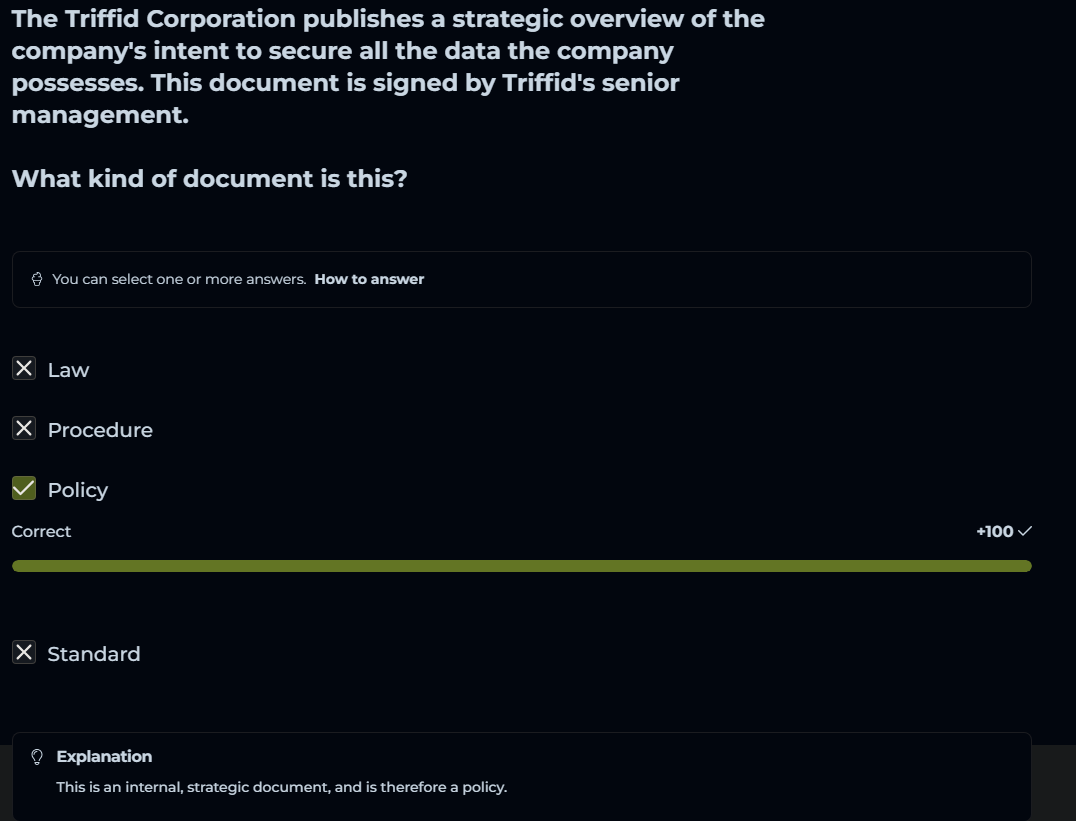 The Triffid Corporation publishes a strategic overview of the
company's intent to secure all the data the company
possesses. This document is signed by Triffid's senior
management.
What kind of document is this?
You can select one or more answers. How to answer
Law
Procedure
Policy
Correct +100
Standard
Explanation
This is an internal, strategic document, and is therefore a policy.